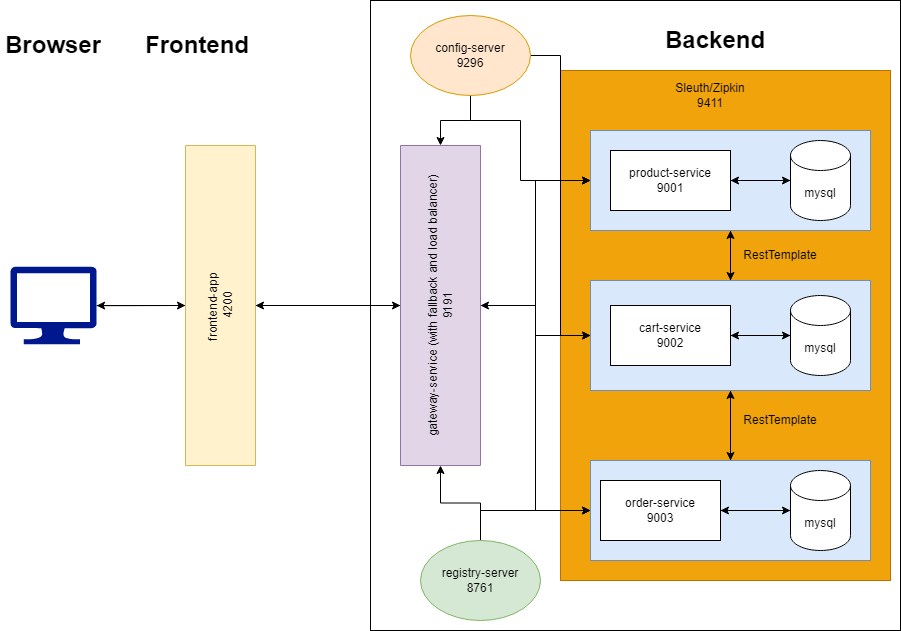 Browser
Frontend
Backend
config-server
9296
Sleuth/Zipkin
9411
product-service
9001
mysql
RestTemplate
frontend-app
4200
gateway-service (with fallback and load balancer)
9191
cart-service
9002
mysql
RestTemplate
order-service
9003
mysql
registry-server
8761